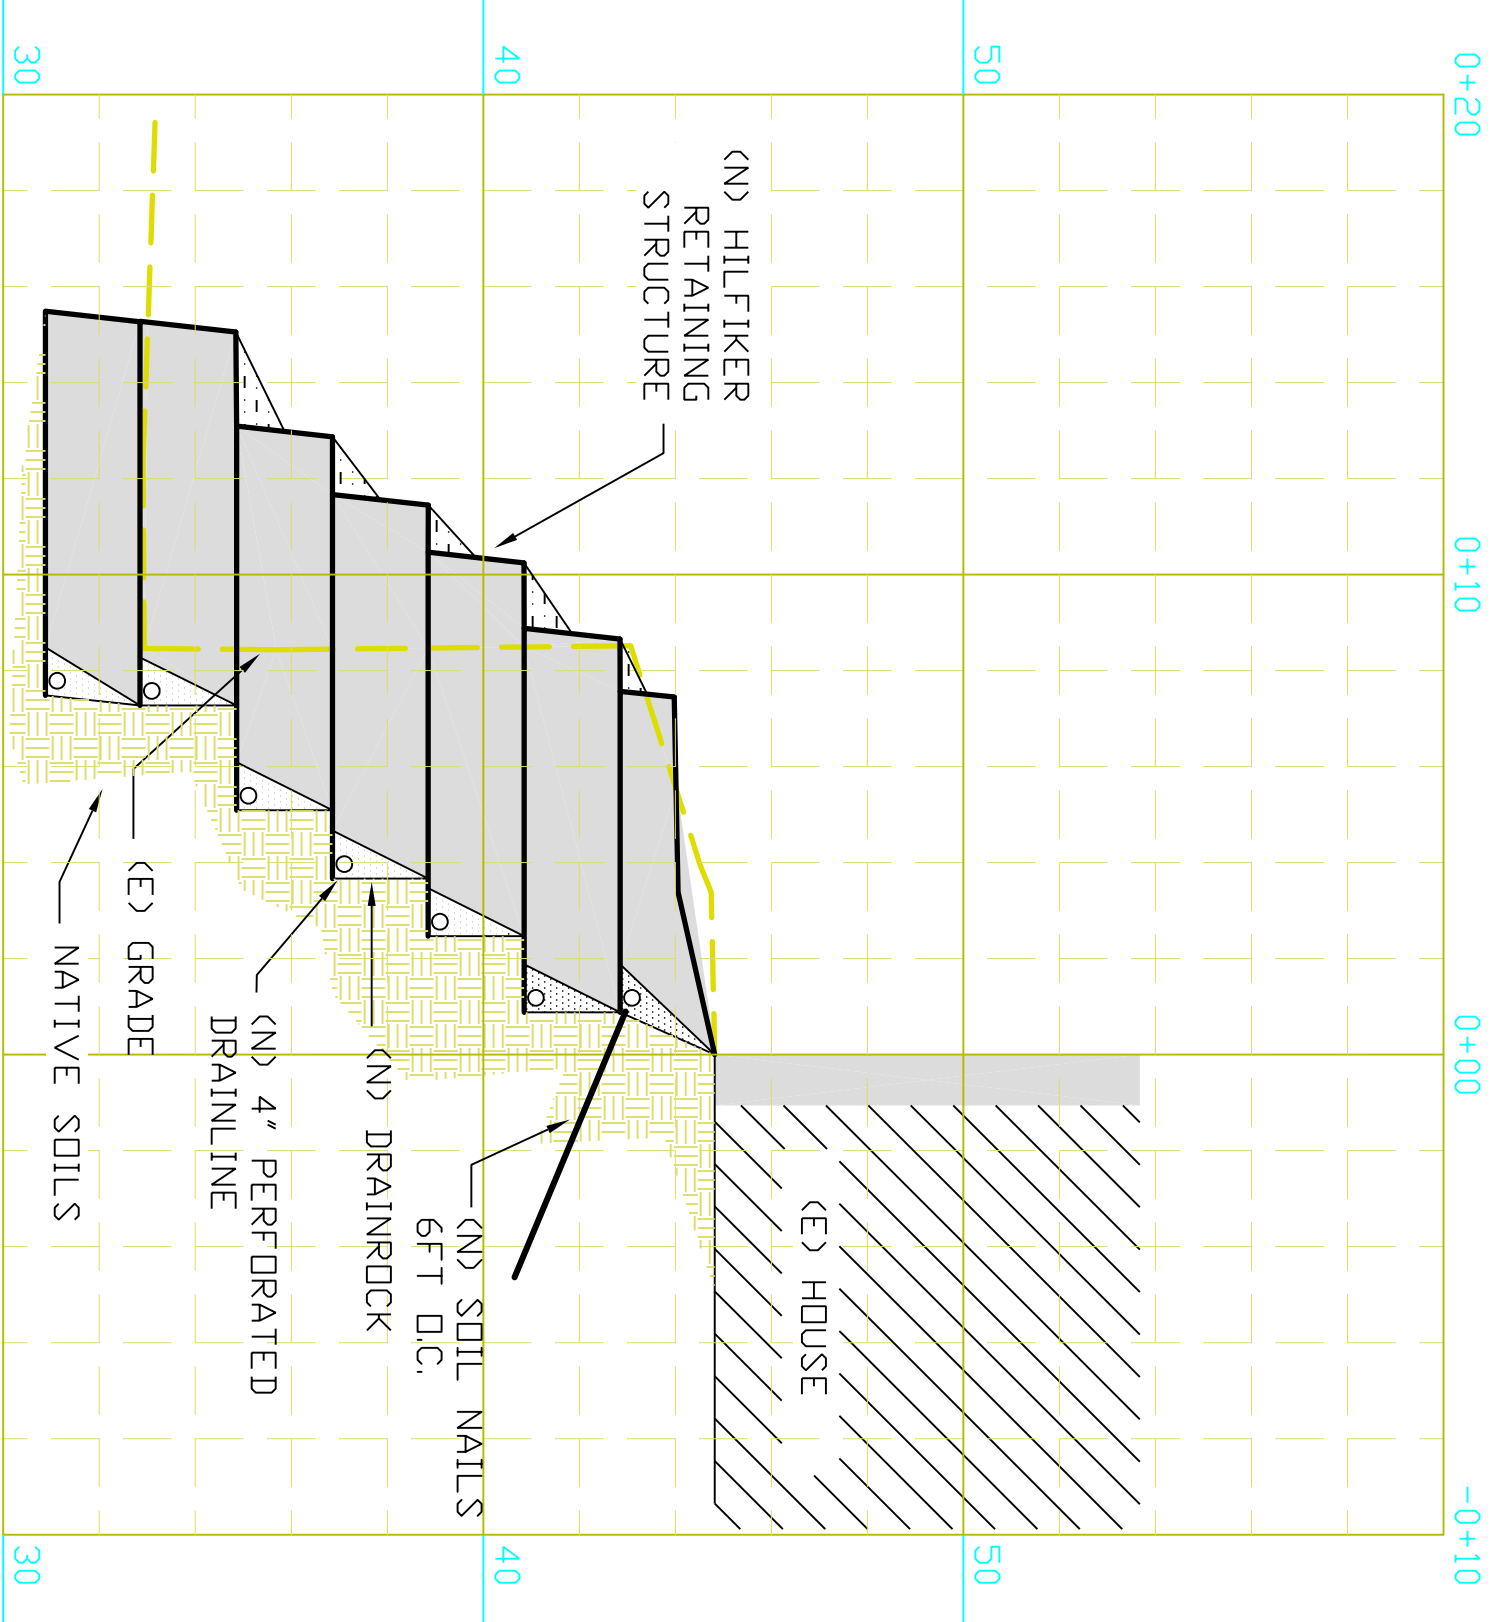 0+20
0+10
0+00
-0+10
50
50
40
40
30
30
(N) HILFIKER
RETAINING
STRUCTURE
(E) HOUSE
(N) SOIL NAILS
6FT O.C.
(N) DRAINROCK
(N) 4" PERFORATED
DRAINLINE
(E) GRADE
NATIVE SOILS